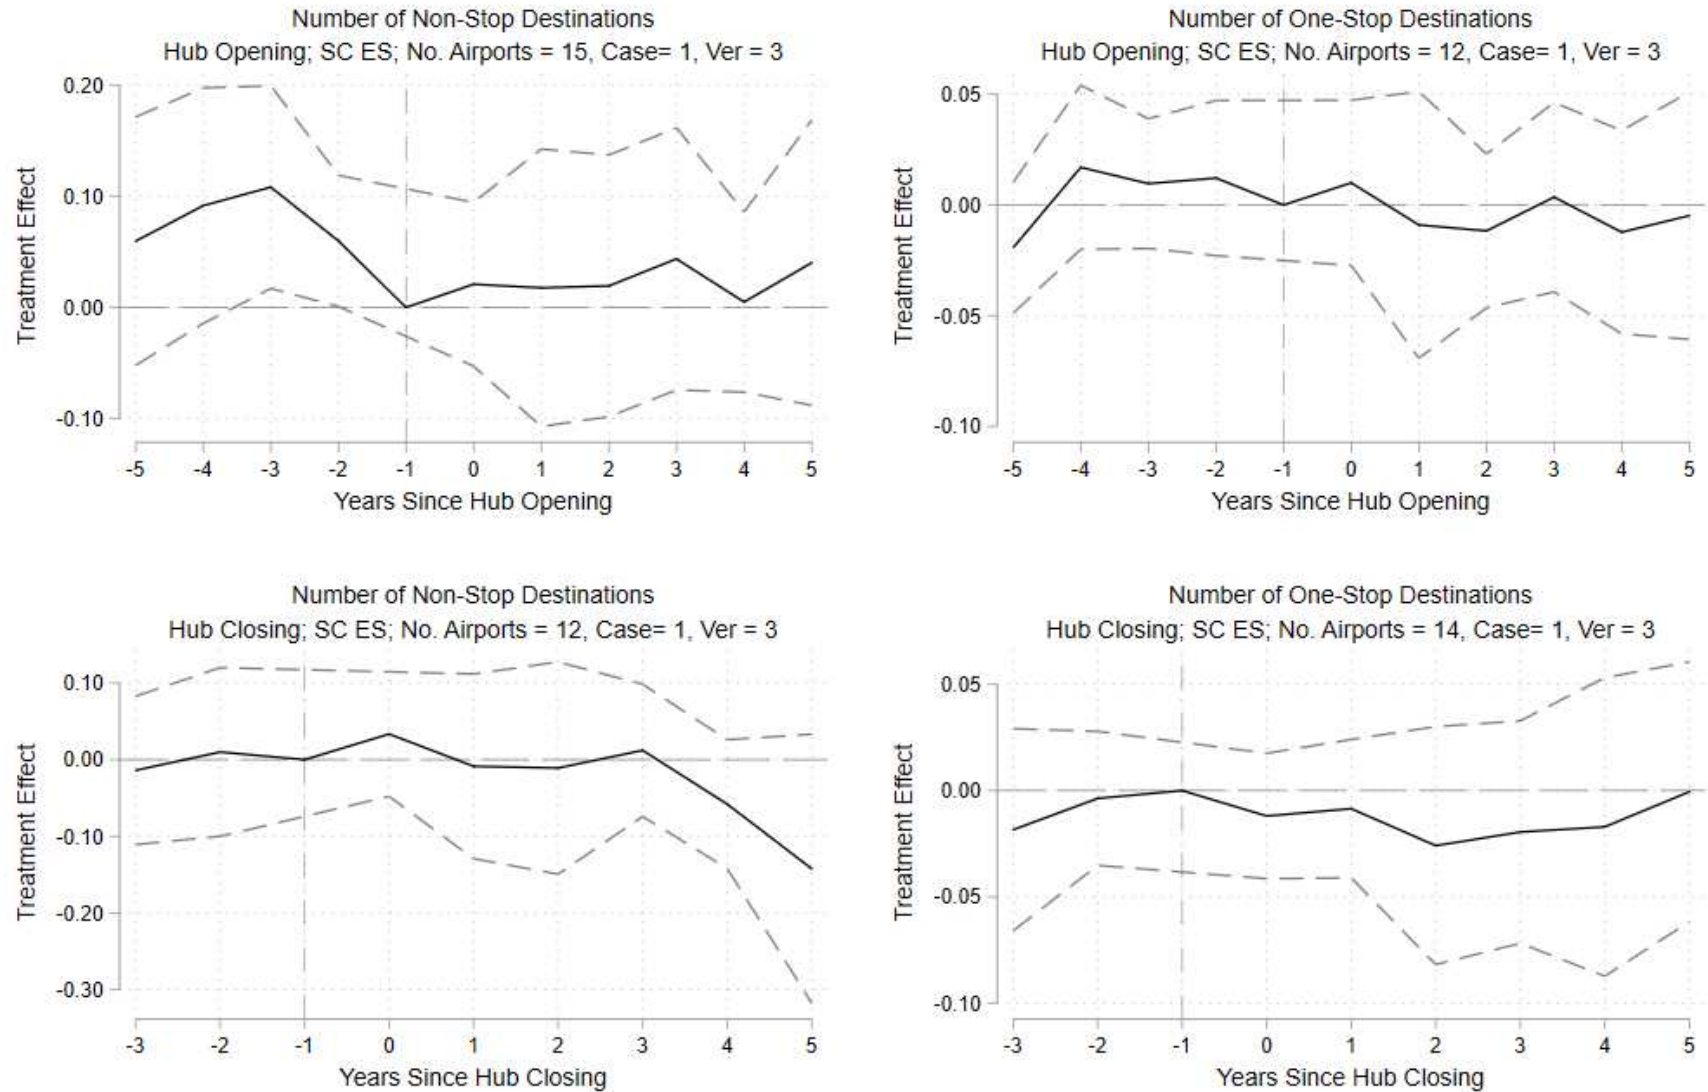 Number of Non-Stop Destinations
Hub Opening; SC ES; No. Airports = 15, Case= 1, Ver = 3
0.20
0.10
0.00
-0.10
Treatment Effect
-5 -4 -3 -2 -1 0 1 2 3 4 5
Years Since Hub Opening
Number of One-Stop Destinations
Hub Opening; SC ES; No. Airports = 12, Case= 1, Ver = 3
0.05
0.00
-0.05
-0.10
Treatment Effect
-5 -4 -3 -2 -1 0 1 2 3 4 5
Years Since Hub Opening
Number of Non-Stop Destinations
Hub Closing; SC ES; No. Airports = 12, Case= 1, Ver = 3
0.10
0.00
-0.10
-0.20
-0.30
Treatment Effect
-3 -2 -1 0 1 2 3 4 5
Years Since Hub Closing
Number of One-Stop Destinations
Hub Closing; SC ES; No. Airports = 14, Case= 1, Ver = 3
0.05
0.00
-0.05
-0.10
Treatment Effect
-3 -2 -1 0 1 2 3 4 5
Years Since Hub Closing